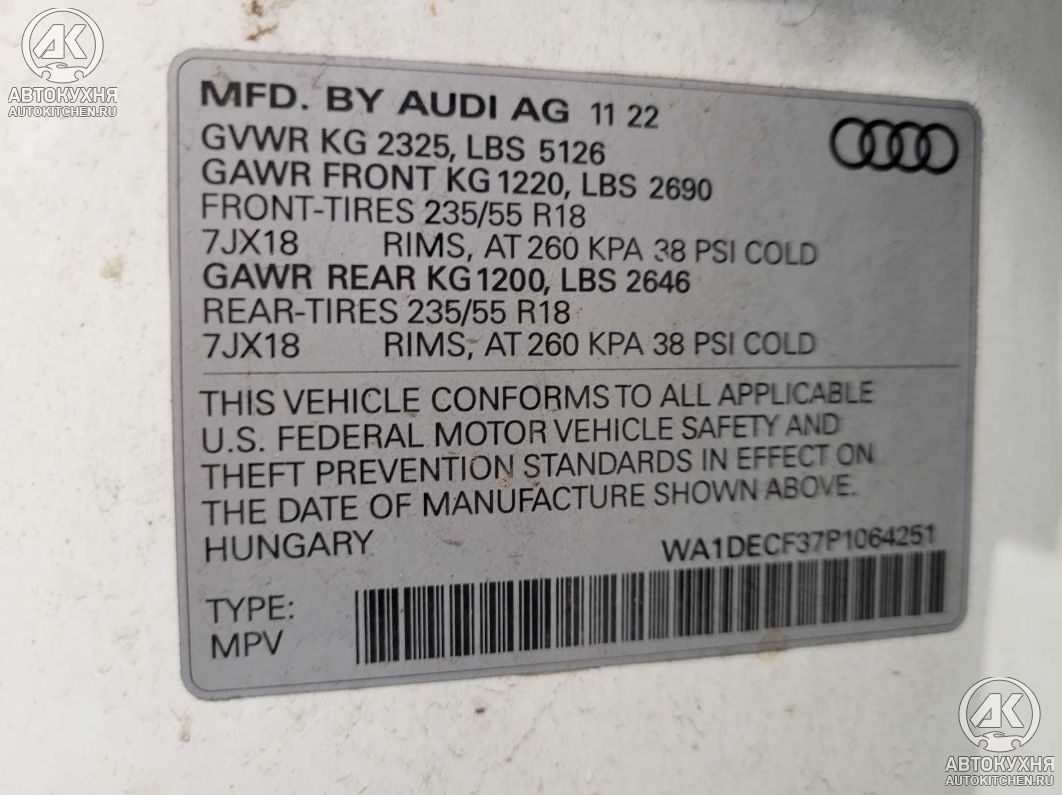 АК
АВТОКУХНЯ
AUTOKITCHEN.RU
MFD. BY AUDI AG 11 22
GVWR KG 2325, LBS 5126
GAWR FRONT KG 1220, LBS 2690
FRONT-TIRES 235/55 R18
7JX18 RIMS, AT 260 KPA 38 PSI COLD
GAWR REAR KG 1200, LBS 2646
REAR-TIRES 235/55 R18
7JX18 RIMS, AT 260 KPA 38 PSI COLD
THIS VEHICLE CONFORMS TO ALL APPLICABLE
U.S. FEDERAL MOTOR VEHICLE SAFETY AND
THEFT PREVENTION STANDARDS IN EFFECT ON
THE DATE OF MANUFACTURE SHOWN ABOVE.
HUNGARY WA1DECF37P1064251
TYPE:
MPV
АК
АВТОКУХНЯ
AUTOKITCHEN.RU